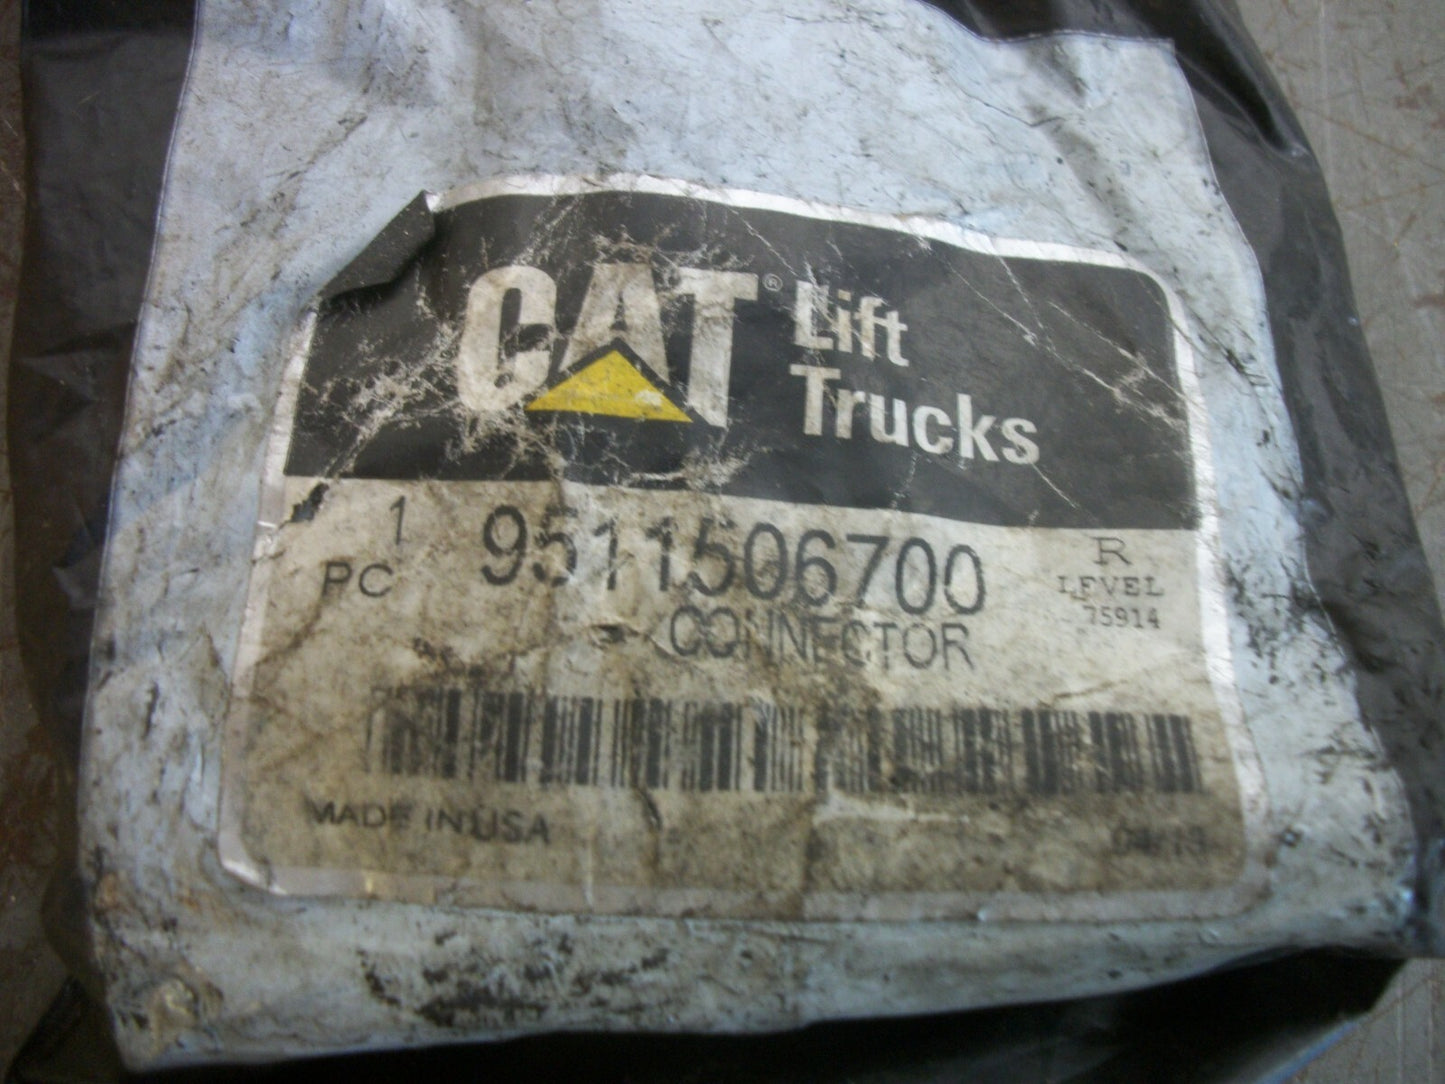 CAT® Lift
Trucks
1
PC
9511506700
CONNECTOR
R
LEVEL
75914
MADE IN USA